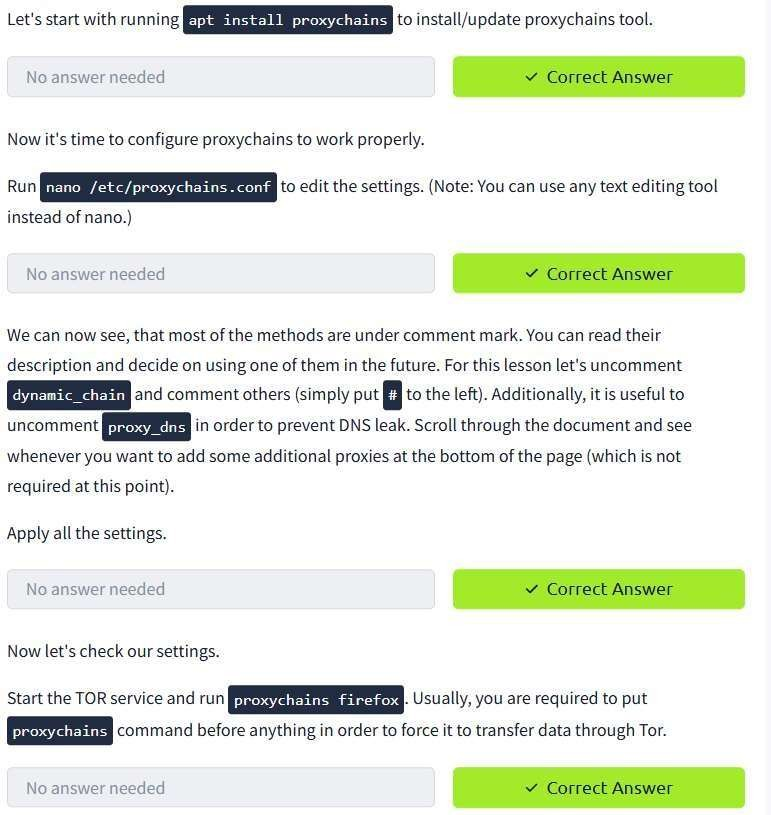 Let's start with running apt install proxychains to install/update proxychains tool.
No answer needed
✓ Correct Answer
Now it's time to configure proxychains to work properly.
Run nano /etc/proxychains.conf to edit the settings. (Note: You can use any text editing tool
instead of nano.)
No answer needed
✓ Correct Answer
We can now see, that most of the methods are under comment mark. You can read their
description and decide on using one of them in the future. For this lesson let's uncomment
dynamic_chain and comment others (simply put # to the left). Additionally, it is useful to
uncomment proxy_dns in order to prevent DNS leak. Scroll through the document and see
whenever you want to add some additional proxies at the bottom of the page (which is not
required at this point).
Apply all the settings.
No answer needed
✓ Correct Answer
Now let's check our settings.
Start the TOR service and run proxychains firefox. Usually, you are required to put
proxychains command before anything in order to force it to transfer data through Tor.
No answer needed
✓ Correct Answer